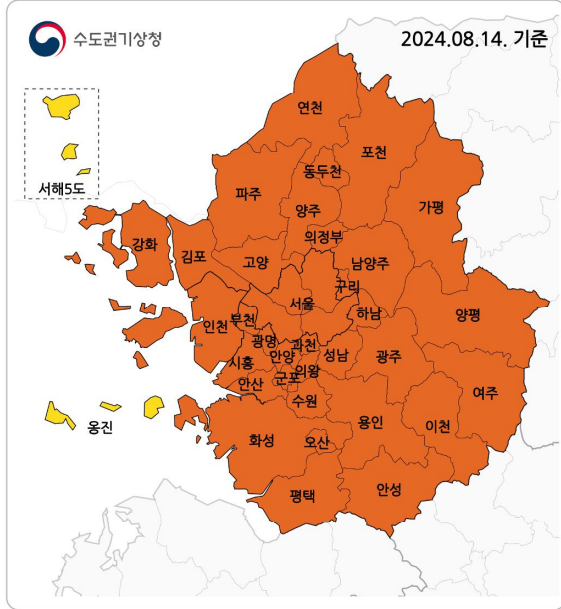 수도권기상청
2024.08.14. 기준
서해5도
연천
포천
동두천
파주
가평
양주
의정부
강화
김포
고양
남양주
구리
서울
인천
부천
하남
양평
광명
과천
시흥
안양
성남
광주
의왕
군포
안산
여주
수원
옹진
용인
이천
화성
오산
평택
안성